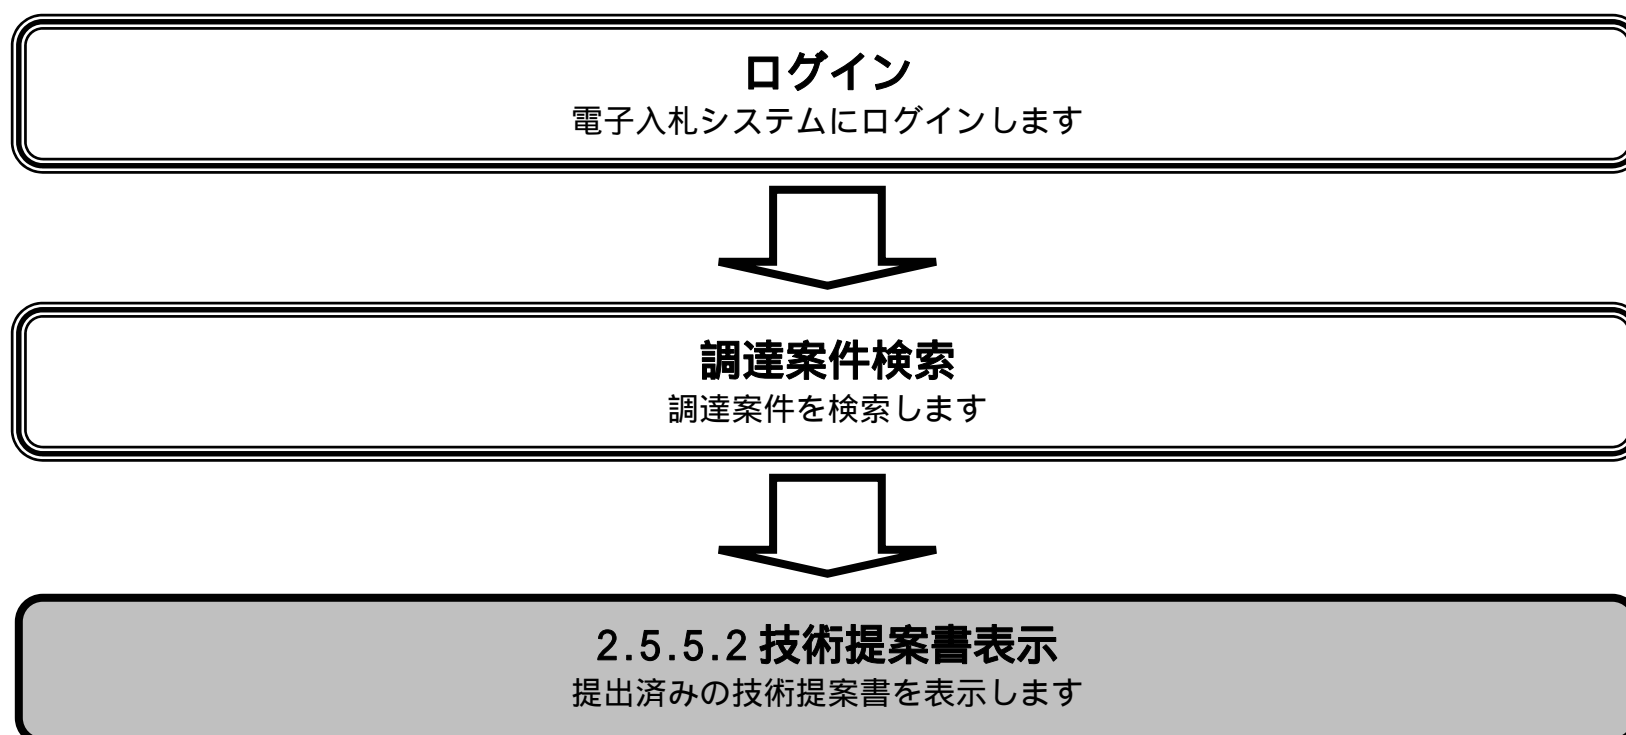 ログイン
電子入札システムにログインします
調達案件検索
調達案件を検索します
2.5.5.2 技術提案書表示
提出済みの技術提案書を表示します